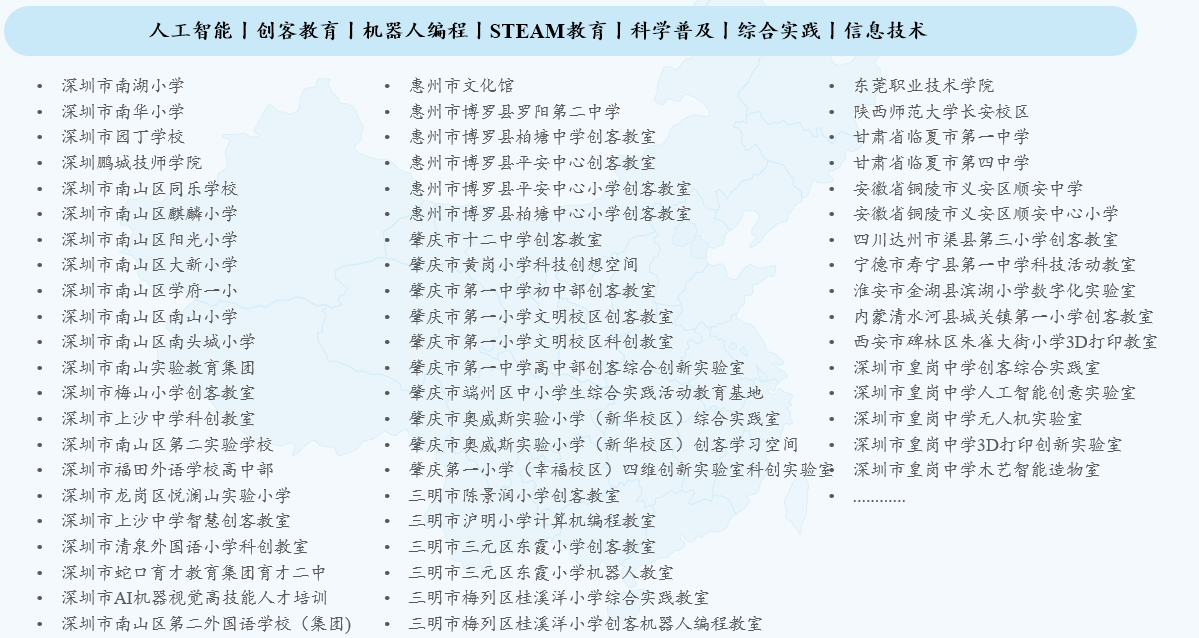 人工智能丨创客教育丨机器人编程丨STEAM教育丨科学普及丨综合实践丨信息技术
• 深圳市南湖小学
• 深圳市南华小学
• 深圳市园丁学校
• 深圳鹏城技师学院
• 深圳市南山区同乐学校
• 深圳市南山区麒麟小学
• 深圳市南山区阳光小学
• 深圳市南山区大新小学
• 深圳市南山区学府一小
• 深圳市南山区南山小学
• 深圳市南山区南头城小学
• 深圳市南山实验教育集团
• 深圳市梅山小学创客教室
• 深圳市上沙中学科创教室
• 深圳市南山区第二实验学校
• 深圳市福田外语学校高中部
• 深圳市龙岗区悦澜山实验小学
• 深圳市上沙中学智慧创客教室
• 深圳市清泉外国语小学科创教室
• 深圳市蛇口育才教育集团育才二中
• 深圳市AI机器视觉高技能人才培训
• 深圳市南山区第二外国语学校（集团)
• 惠州市文化馆
• 惠州市博罗县罗阳第二中学
• 惠州市博罗县柏塘中学创客教室
• 惠州市博罗县平安中心创客教室
• 惠州市博罗县平安中心小学创客教室
• 惠州市博罗县柏塘中心小学创客教室
• 肇庆市十二中学创客教室
• 肇庆市黄岗小学科技创想空间
• 肇庆市第一中学初中部创客教室
• 肇庆市第一小学文明校区创客教室
• 肇庆市第一小学文明校区科创教室
• 肇庆市第一中学高中部创客综合创新实验室
• 肇庆市端州区中小学生综合实践活动教育基地
• 肇庆市奥威斯实验小学（新华校区）综合实践室
• 肇庆市奥威斯实验小学（新华校区）创客学习空间
• 肇庆第一小学（幸福校区）四维创新实验室科创实验室
• 三明市陈景润小学创客教室
• 三明市沪明小学计算机编程教室
• 三明市三元区东霞小学创客教室
• 三明市三元区东霞小学机器人教室
• 三明市梅列区桂溪洋小学综合实践教室
• 三明市梅列区桂溪洋小学创客机器人编程教室
• 东莞职业技术学院
• 陕西师范大学长安校区
• 甘肃省临夏市第一中学
• 甘肃省临夏市第四中学
• 安徽省铜陵市义安区顺安中学
• 安徽省铜陵市义安区顺安中心小学
• 四川达州市渠县第三小学创客教室
• 宁德市寿宁县第一中学科技活动教室
• 淮安市金湖县滨湖小学数字化实验室
• 内蒙清水河县城关镇第一小学创客教室
• 西安市碑林区朱雀大街小学3D打印教室
• 深圳市皇岗中学创客综合实践室
• 深圳市皇岗中学人工智能创意实验室
• 深圳市皇岗中学无人机实验室
• 深圳市皇岗中学3D打印创新实验室
• 深圳市皇岗中学木艺智能造物室
• …………